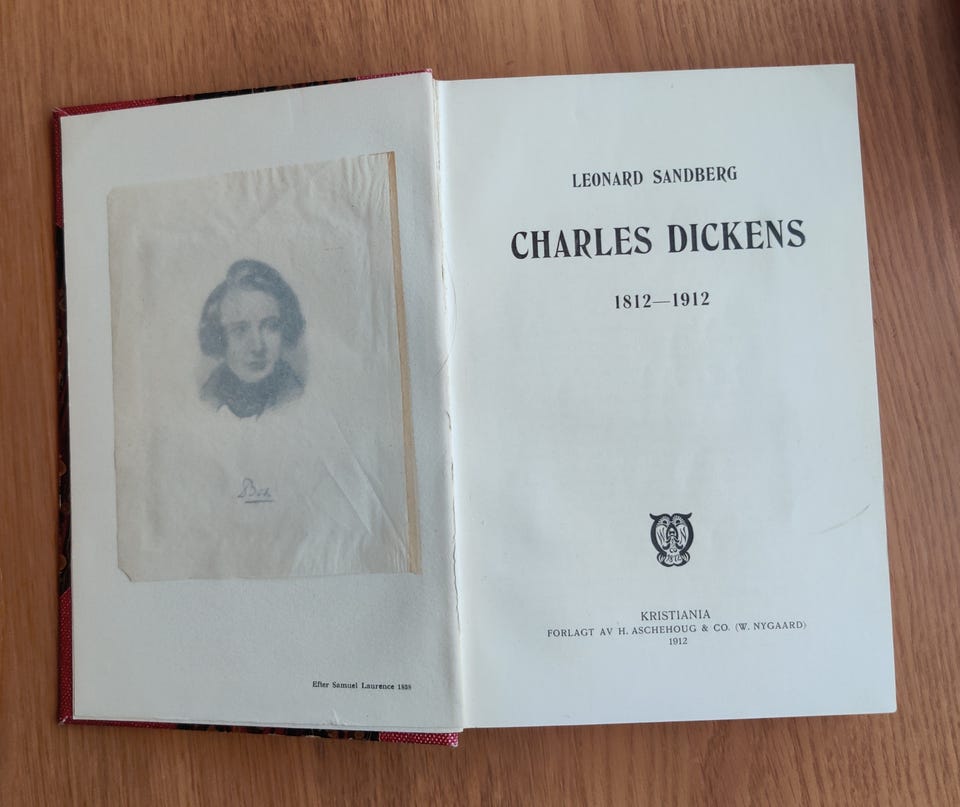 Boz
Efter Samuel Laurence 1838
LEONARD SANDBERG
CHARLES DICKENS
1812—1912
KRISTIANIA
FORLAGT AV H. ASCHEHOUG & CO. (W. NYGAARD)
1912